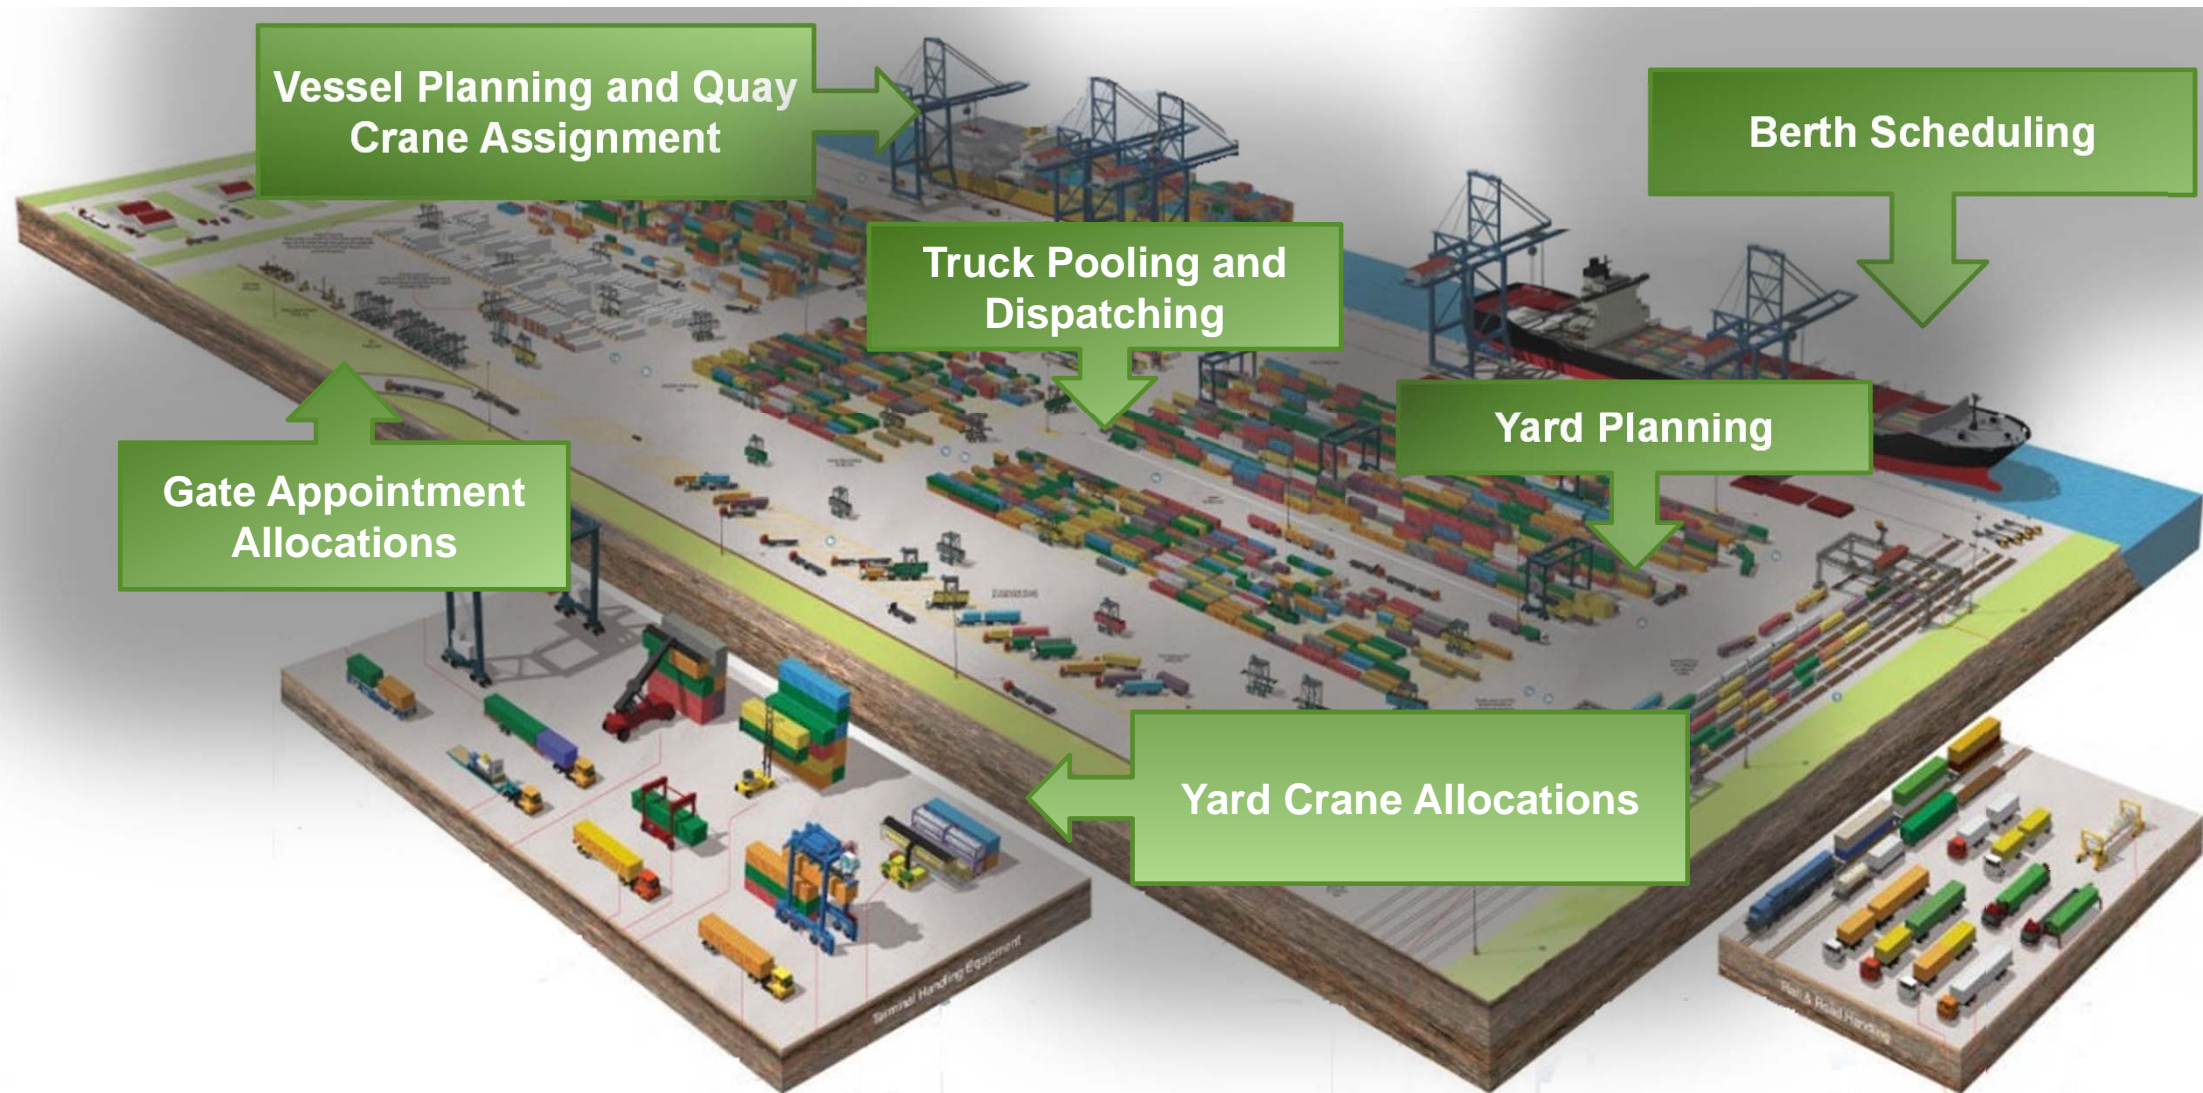 Vessel Planning and Quay
Crane Assignment
Berth Scheduling
Truck Pooling and
Dispatching
Yard Planning
Gate Appointment
Allocations
Yard Crane Allocations
Terminal Handling Equipment
Rail & Road Handling